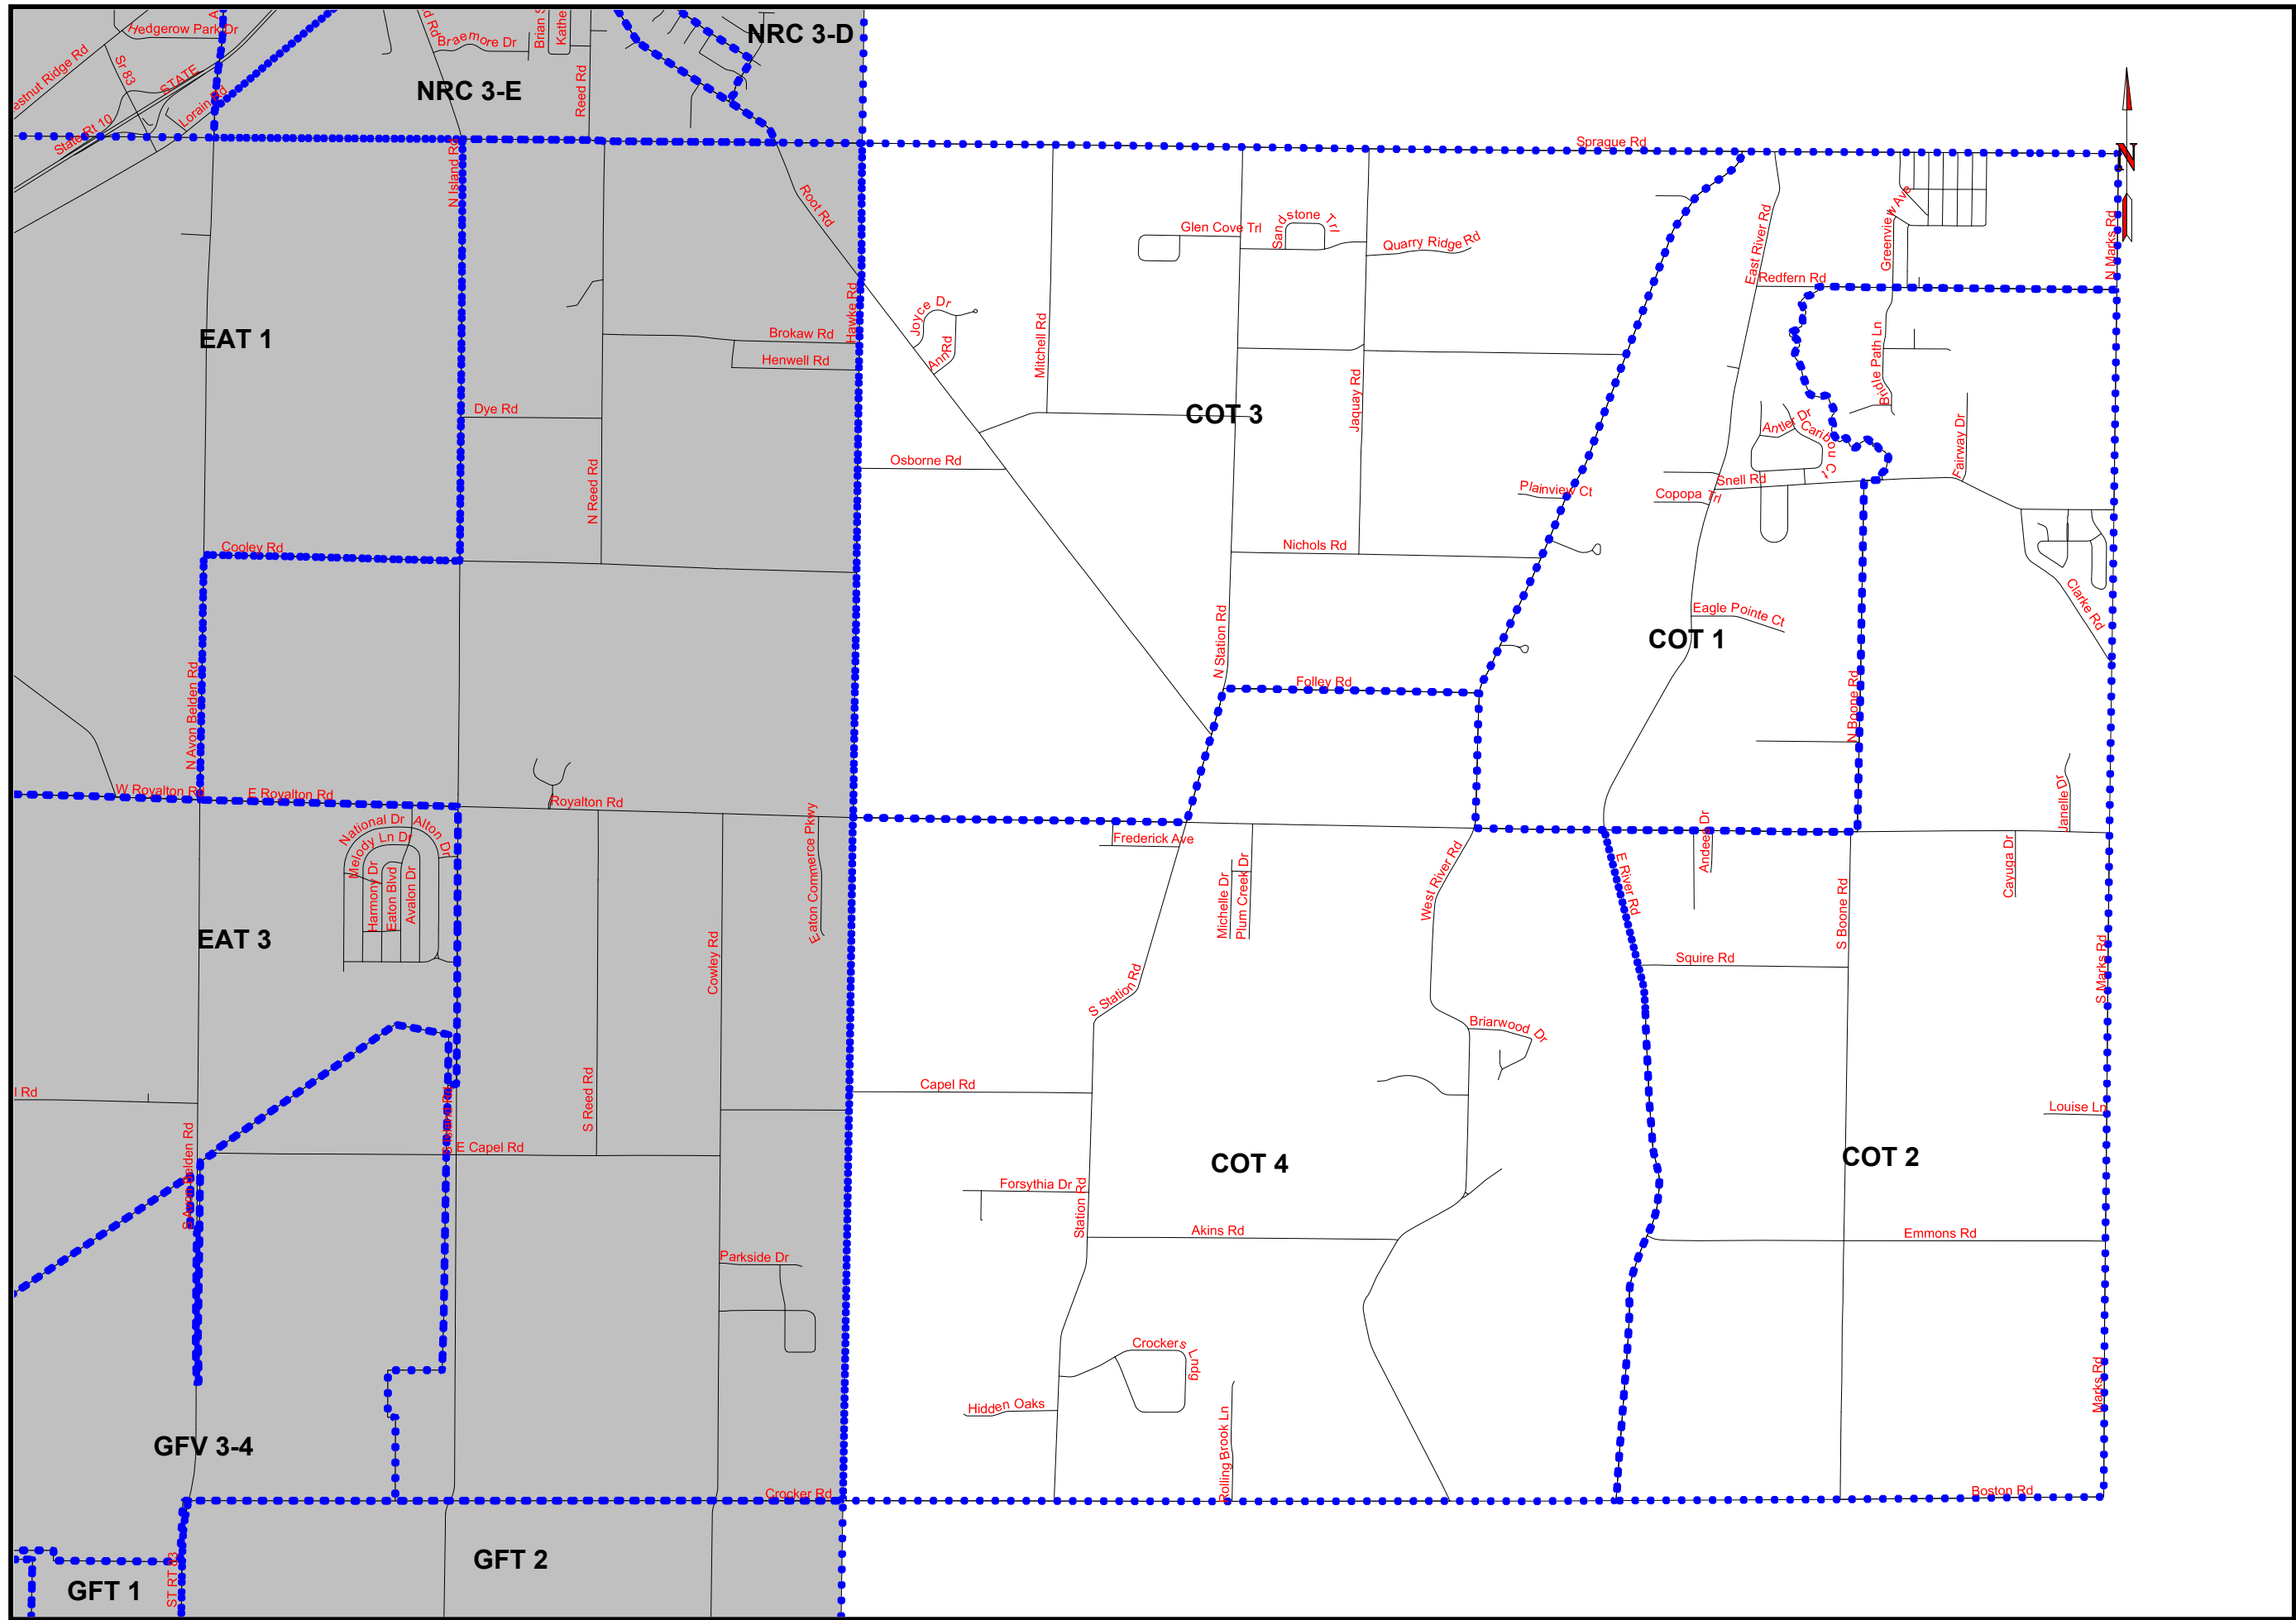 NRC 3-D
Hedgerow Park Dr
Braemore Dr
Kathe
estnut Ridge Rd
Sr 83
STATE
NRC 3-E
Reed Rd
Lorain Rd
State Rt 10
Sprague Rd
N
N Island Rd
Root Rd
Glen Cove Trl
Sandstone Trl
Quarry Ridge Rd
East River Rd
Greenview Ave
N Marks Rd
Redfern Rd
Hawke Rd
Joyce Dr
Ann Rd
Mitchell Rd
EAT 1
Brokaw Rd
Henwell Rd
Bridle Path Ln
Jaquay Rd
Dye Rd
COT 3
Antler Dr
Caribou Ct
Fairway Dr
Osborne Rd
N Reed Rd
Plainview Ct
Copopa Trl
Snell Rd
Cooley Rd
Nichols Rd
Clarke Rd
Eagle Pointe Ct
COT 1
N Station Rd
Folley Rd
N Avon Belden Rd
N Boone Rd
W Royalton Rd
E Royalton Rd
Royalton Rd
Janelle Dr
National Dr
Alton Dr
Melody Ln Dr
Harmony Dr
Eaton Blvd
Avalon Dr
Eaton Commerce Pkwy
Frederick Ave
Michelle Dr
Plum Creek Dr
West River Rd
E River Rd
Andeen Dr
Cayuga Dr
S Boone Rd
EAT 3
Cowley Rd
Squire Rd
S Marks Rd
S Station Rd
Briarwood Dr
l Rd
S Reed Rd
Capel Rd
Louise Ln
S Avon Belden Rd
E Capel Rd
COT 4
COT 2
Forsythia Dr
Station Rd
Akins Rd
Emmons Rd
Parkside Dr
Crockers Lndg
Marks Rd
Hidden Oaks
Rolling Brook Ln
GFV 3-4
Crocker Rd
Boston Rd
GFT 2
GFT 1
ST RT 83